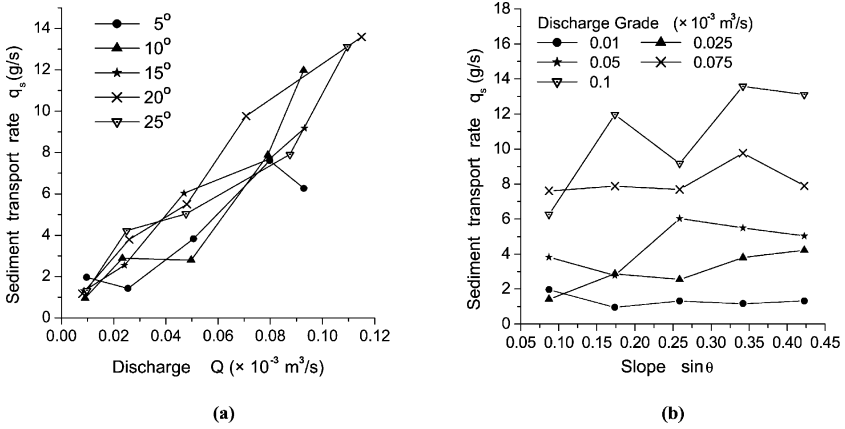 14
12
10
8
6
4
2
0
Sediment transport rate qs (g/s)
5°
10°
15°
20°
25°
0.00 0.02 0.04 0.06 0.08 0.10 0.12
Discharge Q (× 10⁻³ m³/s)
(a)
18
16
14
12
10
8
6
4
2
0
Sediment transport rate qs (g/s)
Discharge Grade (× 10⁻³ m³/s)
0.01 0.025
0.05 0.075
0.1
0.05 0.10 0.15 0.20 0.25 0.30 0.35 0.40 0.45
Slope sinθ
(b)